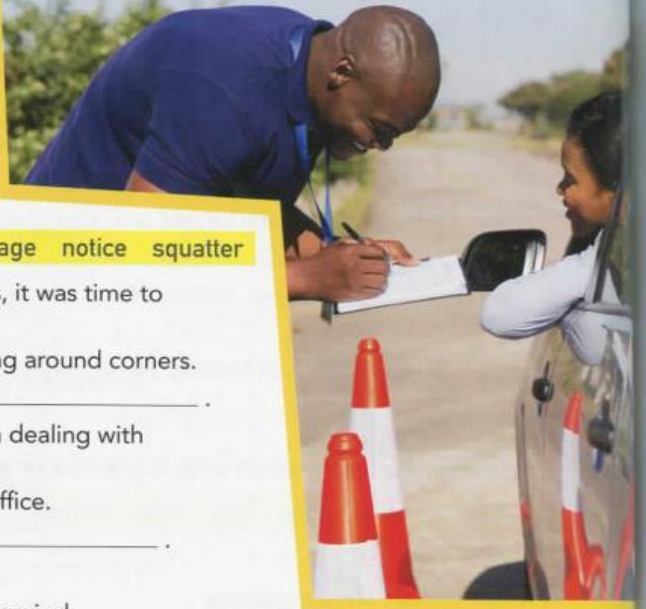 age notice squatter
, it was time to
g around corners.
.
dealing with
ffice.
.